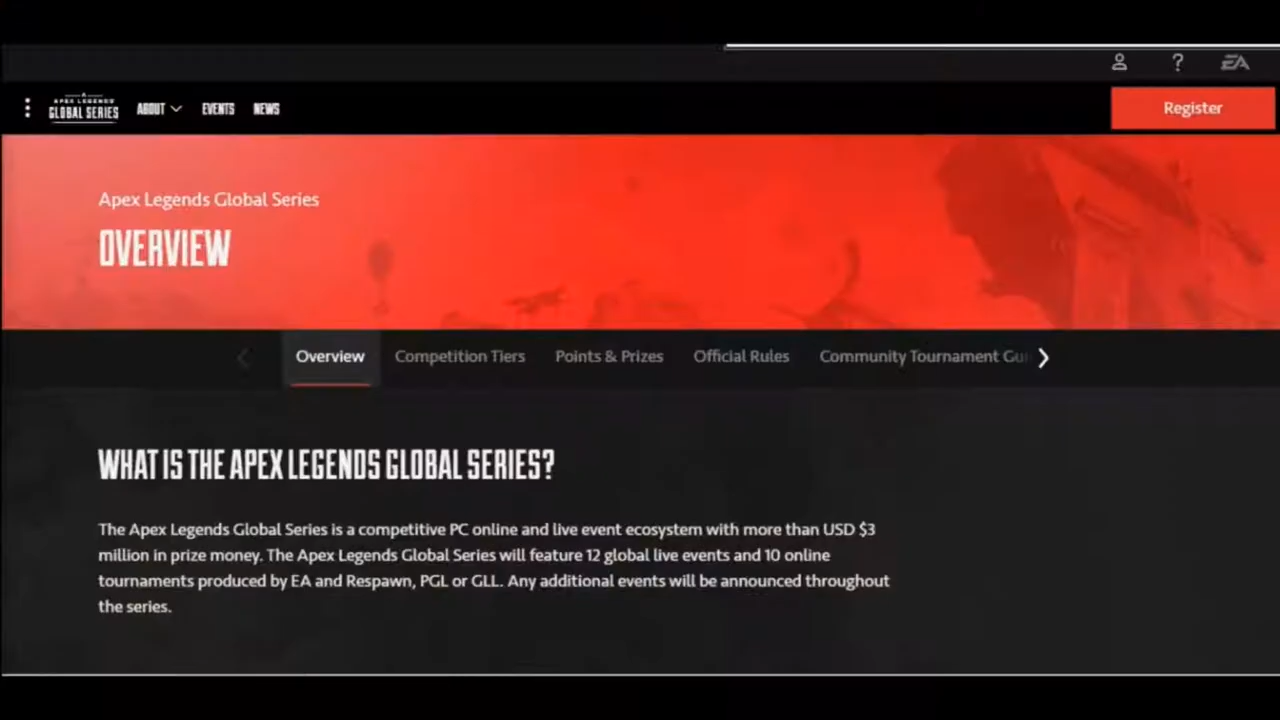 EA
APEX LEGENDS
GLOBAL SERIES
ABOUT
EVENTS
NEWS
Register
Apex Legends Global Series
OVERVIEW
Overview
Competition Tiers
Points & Prizes
Official Rules
Community Tournament Gu
WHAT IS THE APEX LEGENDS GLOBAL SERIES?
The Apex Legends Global Series is a competitive PC online and live event ecosystem with more than USD $3
million in prize money. The Apex Legends Global Series will feature 12 global live events and 10 online
tournaments produced by EA and Respawn, PGL or GLL. Any additional events will be announced throughout
the series.